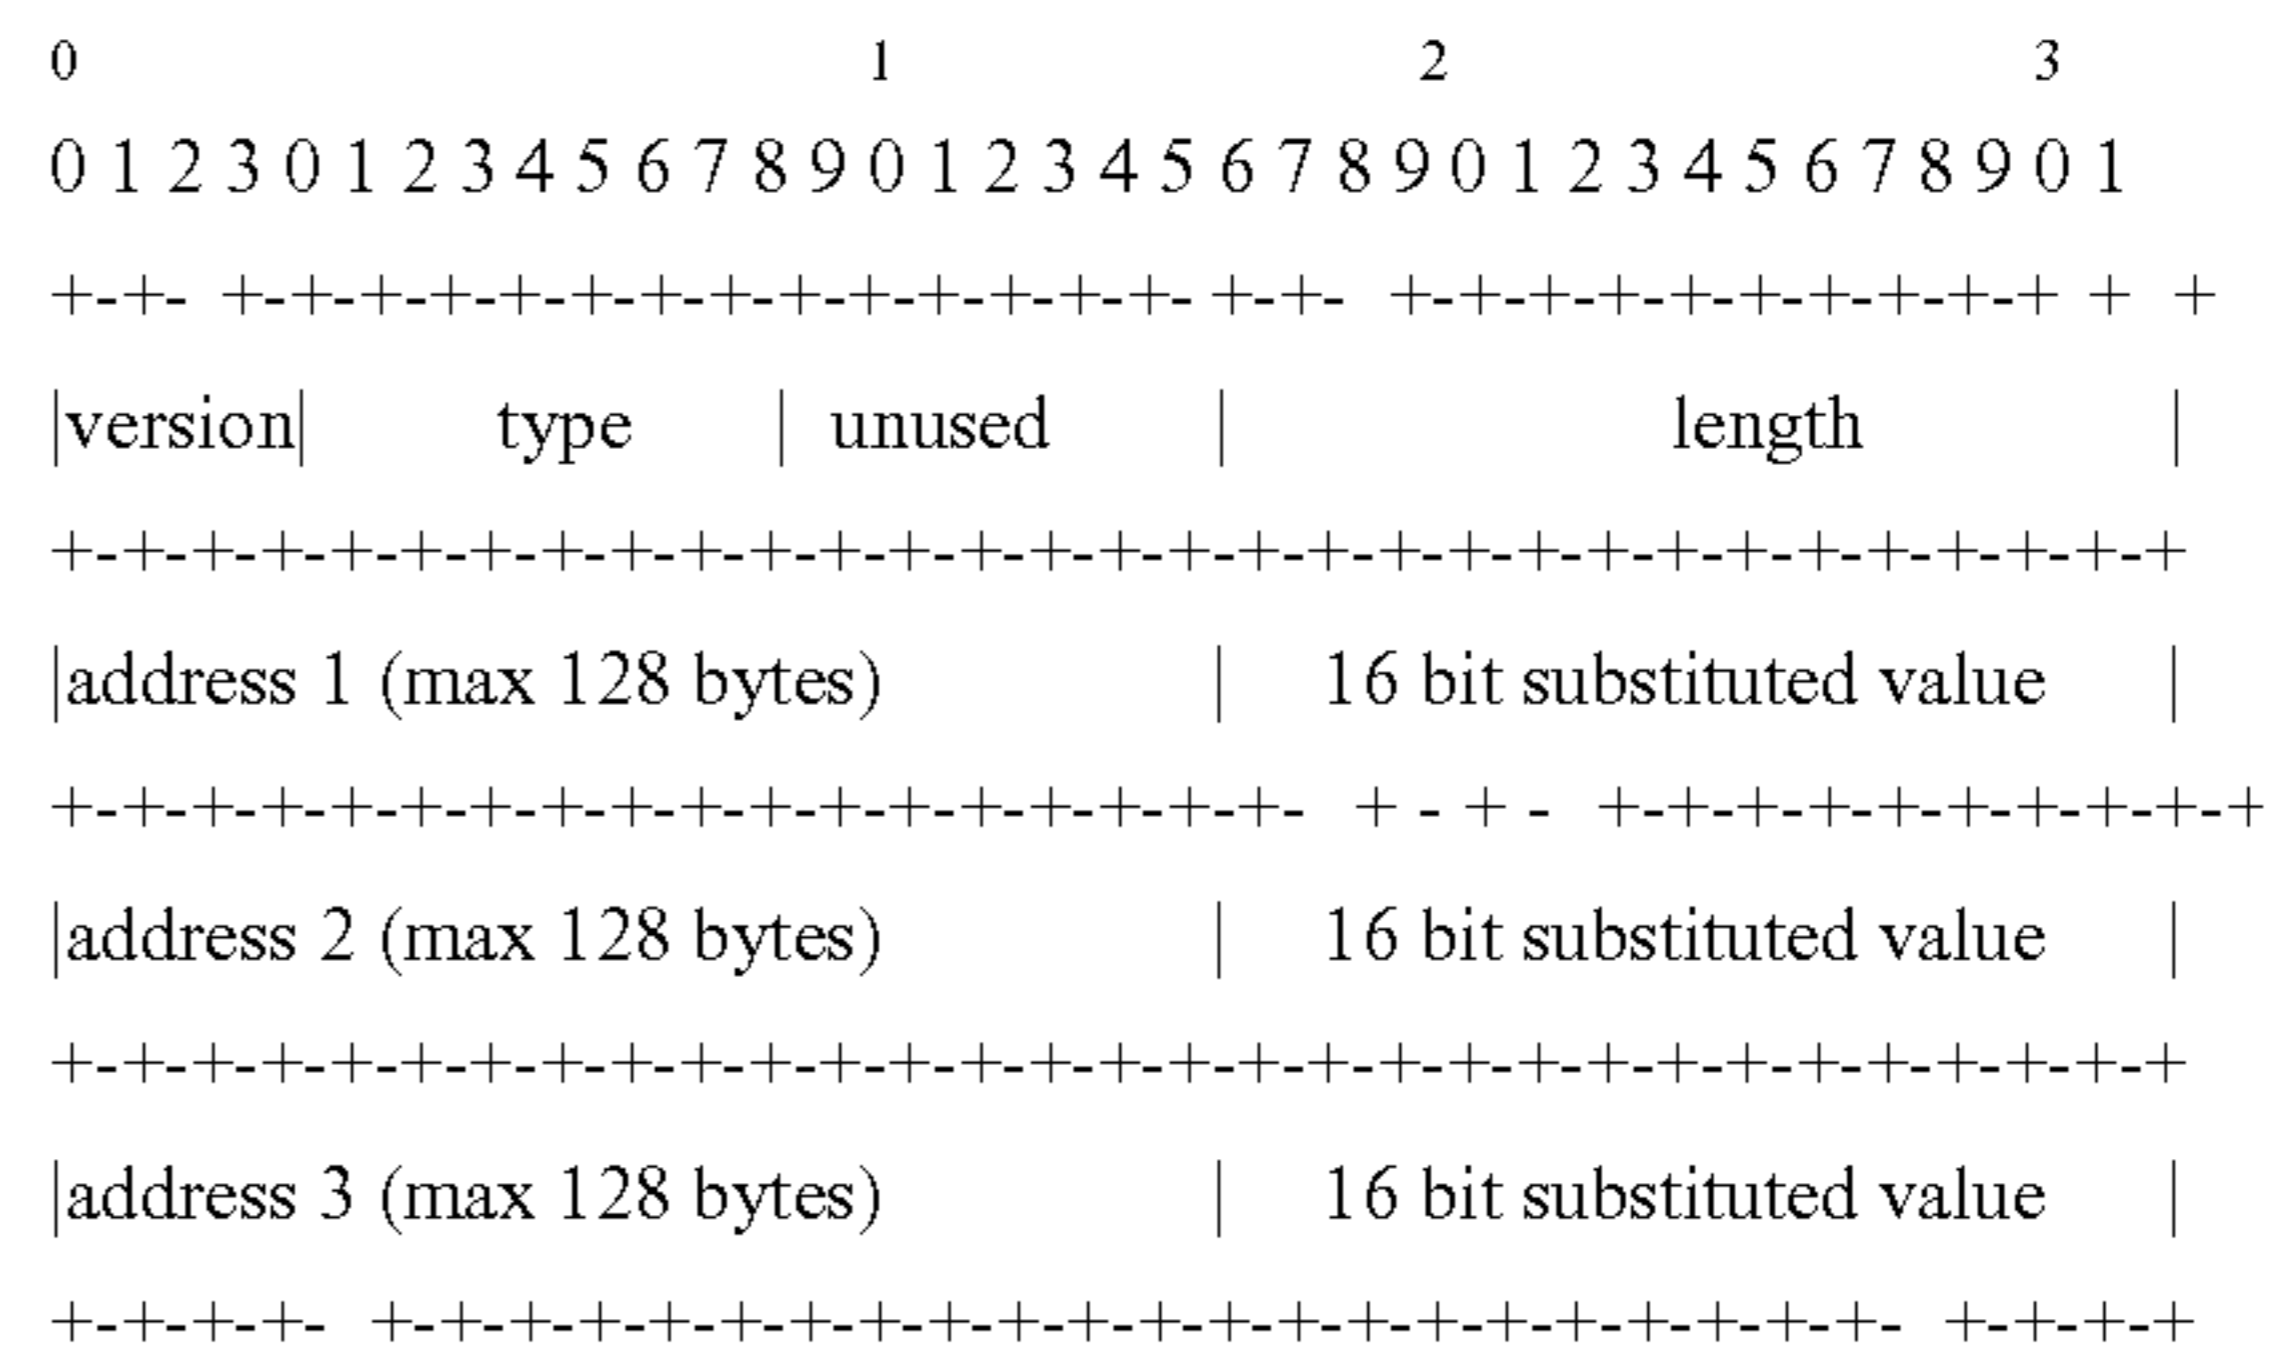 0 1 2 3
0 1 2 3 0 1 2 3 4 5 6 7 8 9 0 1 2 3 4 5 6 7 8 9 0 1 2 3 4 5 6 7 8 9 0 1
+-+- +-+-+-+-+-+-+-+-+-+-+-+-+-+- +-+- +-+-+-+-+-+-+-+-+-+ + +
|version| type | unused | length |
+-+-+-+-+-+-+-+-+-+-+-+-+-+-+-+-+-+-+-+-+-+-+-+-+-+-+-+-+-+-+
|address 1 (max 128 bytes) | 16 bit substituted value |
+-+-+-+-+-+-+-+-+-+-+-+-+-+-+-+-+-+-+- + - + - +-+-+-+-+-+-+-+-+-+
|address 2 (max 128 bytes) | 16 bit substituted value |
+-+-+-+-+-+-+-+-+-+-+-+-+-+-+-+-+-+-+-+-+-+-+-+-+-+-+-+-+-+-+
|address 3 (max 128 bytes) | 16 bit substituted value |
+-+-+-+- +-+-+-+-+-+-+-+-+-+-+-+-+-+-+-+-+-+-+-+-+-+- +-+-+-+